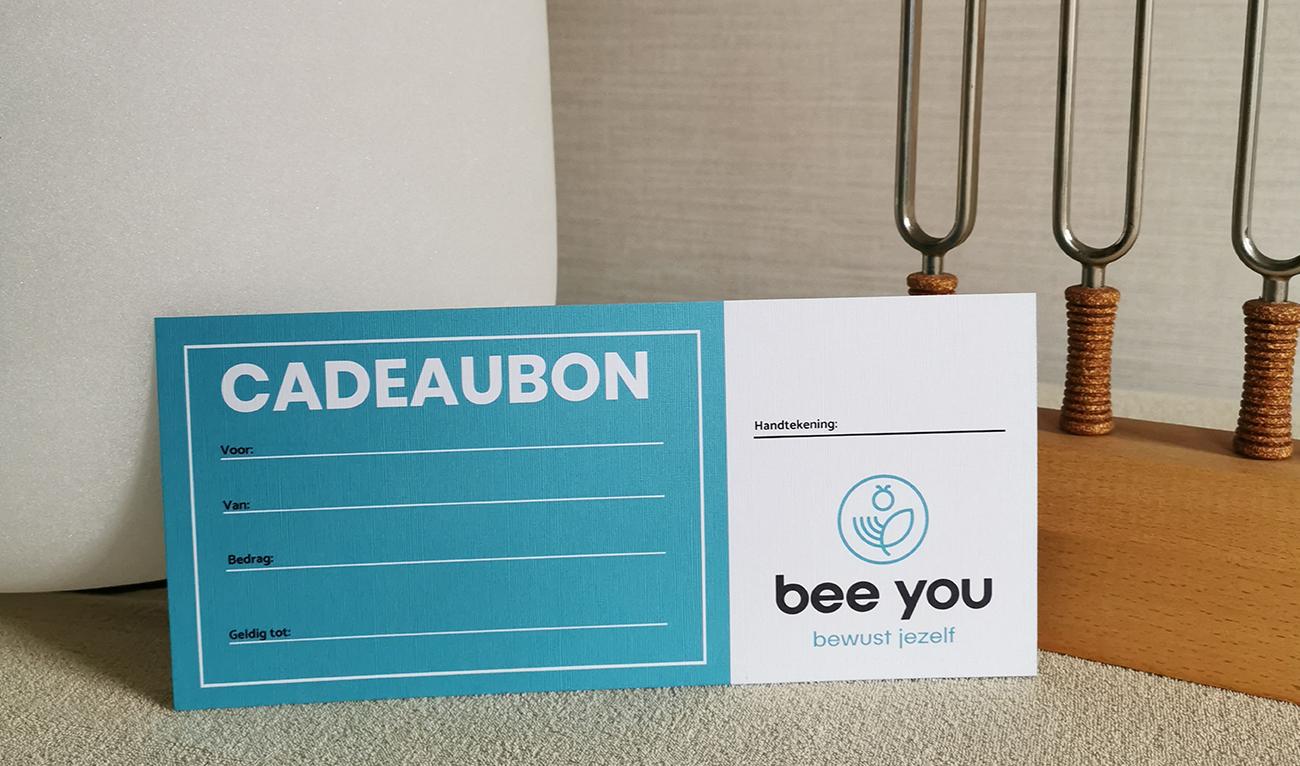 CADEAUBON
Voor:
Van:
Bedrag:
Geldig tot:
Handtekening:
bee you
bewust jezelf